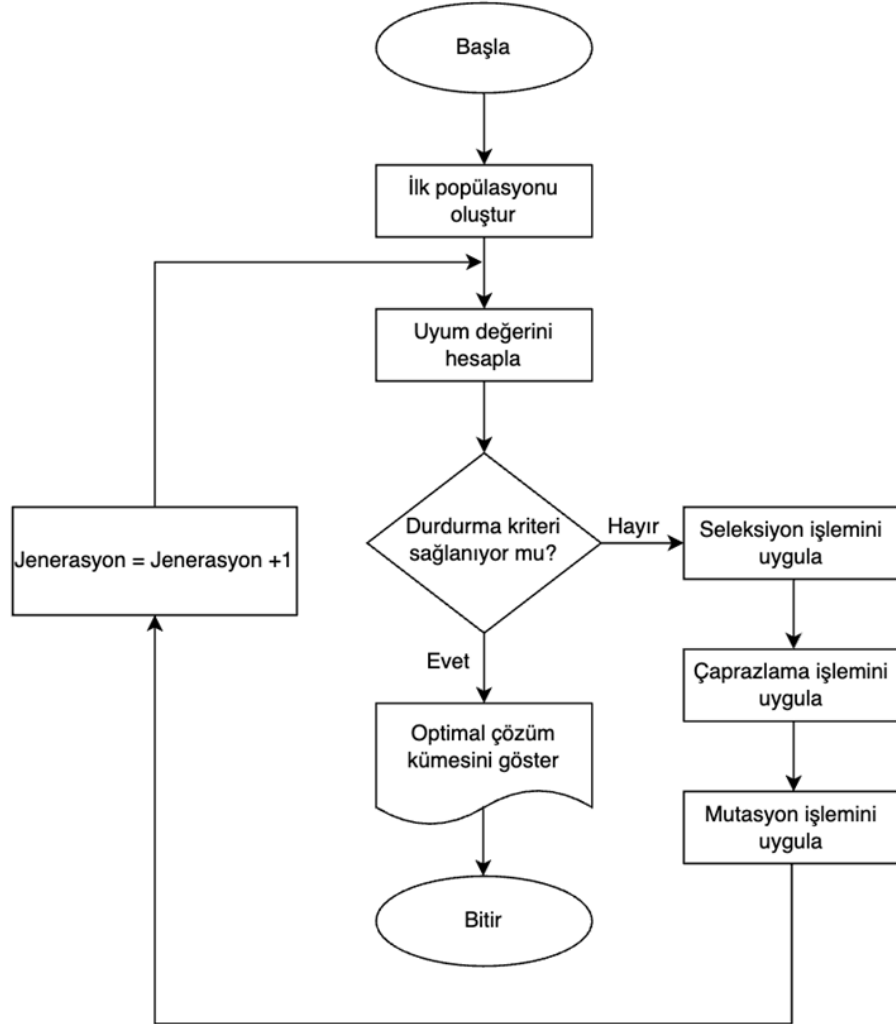 Başla
İlk popülasyonu
oluştur
Uyum değerini
hesapla
Durdurma kriteri
sağlanıyor mu?
Hayır
Seleksiyon işlemini
uygula
Jenerasyon = Jenerasyon +1
Çaprazlama işlemini
uygula
Evet
Optimal çözüm
kümesini göster
Mutasyon işlemini
uygula
Bitir